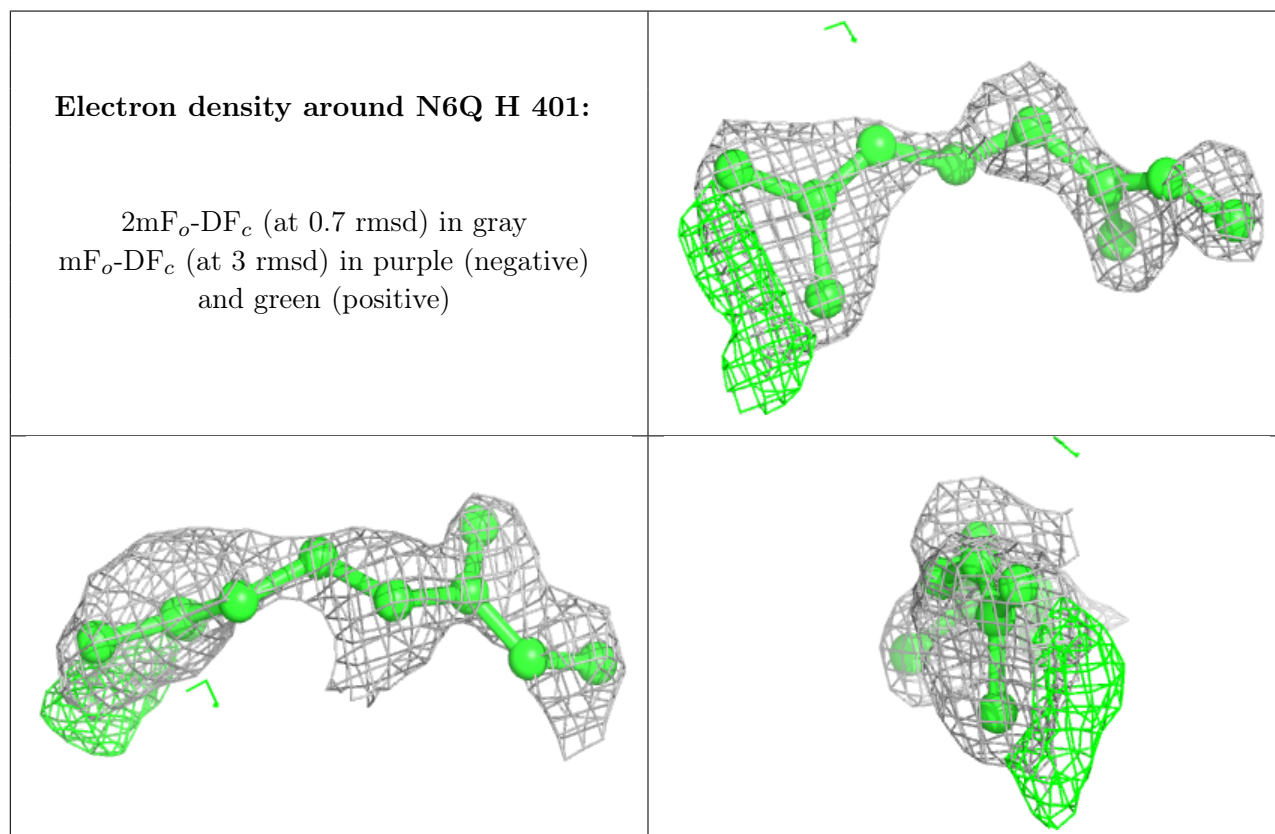 Electron density around N6Q H 401:
2mFₒ-DF𝒸 (at 0.7 rmsd) in gray
mFₒ-DF𝒸 (at 3 rmsd) in purple (negative)
and green (positive)